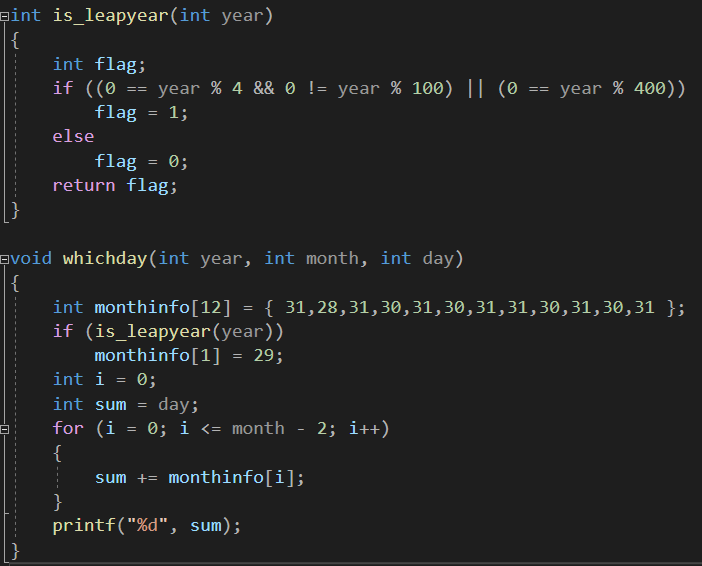 int is_leapyear(int year)
{
    int flag;
    if ((0 == year % 4 && 0 != year % 100) || (0 == year % 400))
        flag = 1;
    else
        flag = 0;
    return flag;
}
void whichday(int year, int month, int day)
{
    int monthinfo[12] = { 31,28,31,30,31,30,31,31,30,31,30,31 };
    if (is_leapyear(year))
        monthinfo[1] = 29;
    int i = 0;
    int sum = day;
    for (i = 0; i <= month - 2; i++)
    {
        sum += monthinfo[i];
    }
    printf("%d", sum);
}